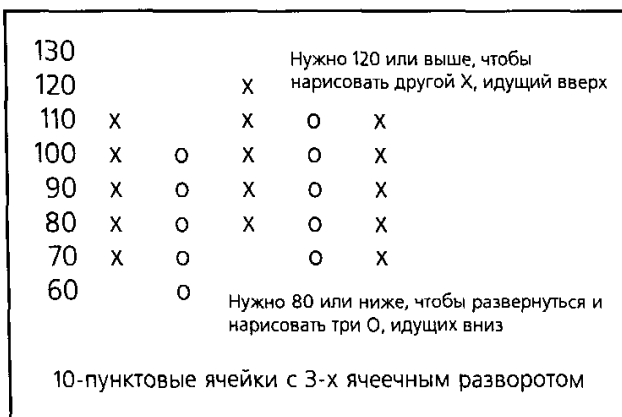 130 Нужно 120 или выше, чтобы
120 X нарисовать другой X, идущий вверх
110 X X O X
100 X O X O X
90 X O X O X
80 X O X O X
70 X O O X
60 O Нужно 80 или ниже, чтобы развернуться и
нарисовать три O, идущих вниз
10-пунктовые ячейки с 3-х ячеечным разворотом